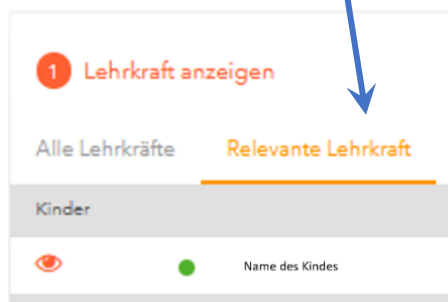 1 Lehrkraft anzeigen
Alle Lehrkräfte Relevante Lehrkraft
Kinder
Name des Kindes